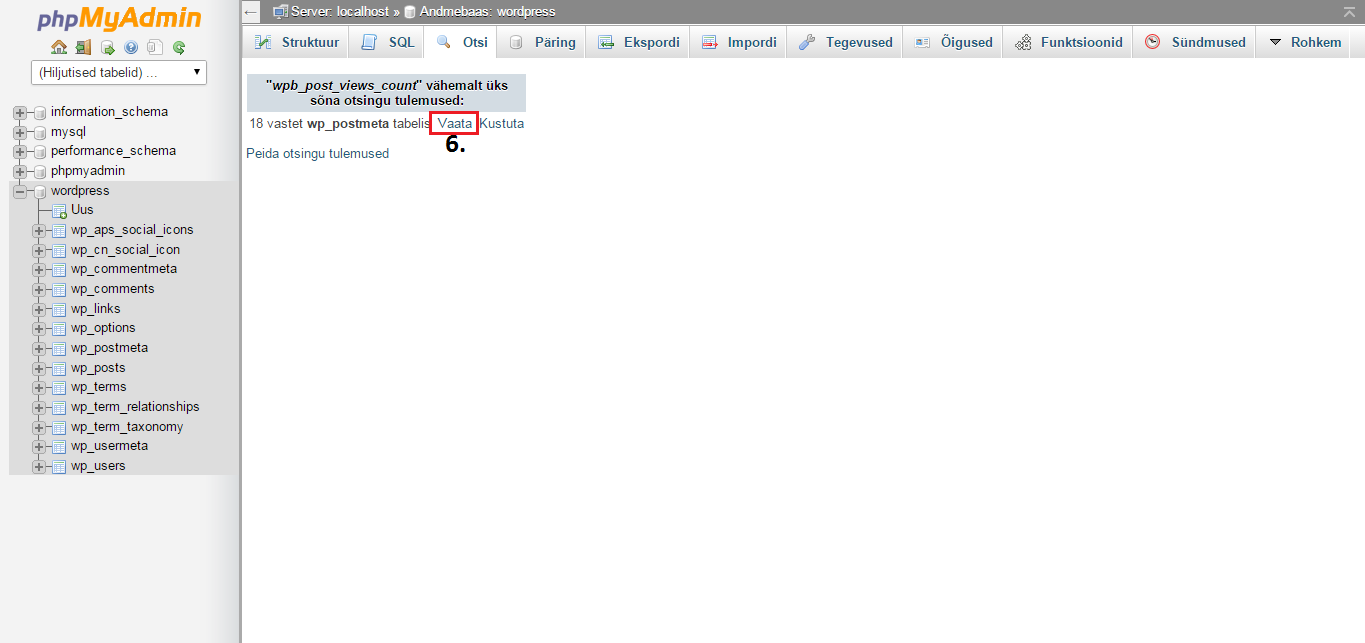 phpMyAdmin
(Hiljutised tabelid) ...
information_schema
mysql
performance_schema
phpmyadmin
wordpress
Uus
wp_aps_social_icons
wp_cn_social_icon
wp_commentmeta
wp_comments
wp_links
wp_options
wp_postmeta
wp_posts
wp_terms
wp_term_relationships
wp_term_taxonomy
wp_usermeta
wp_users
Server: localhost » Andmebaas: wordpress
Struktuur SQL Otsi Päring Ekspordi Impordi Tegevused Õigused Funktsioonid Sündmused Rohkem
"wpb_post_views_count" vähemalt üks
sõna otsingu tulemused:
18 vastet wp_postmeta tabelis Vaata Kustuta
6.
Peida otsingu tulemused